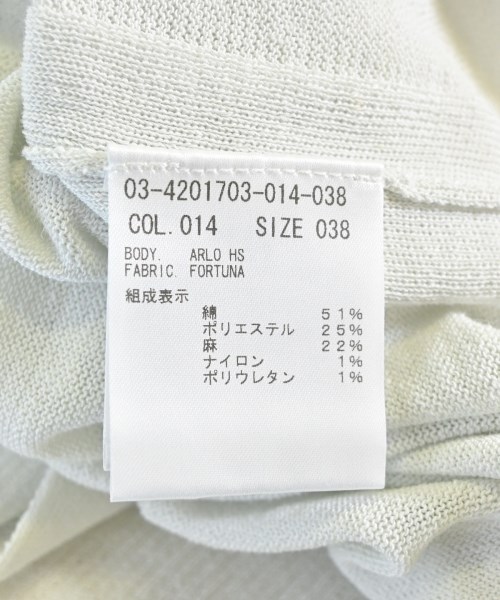 03-4201703-014-038
COL. 014 SIZE 038
BODY. ARLO HS
FABRIC. FORTUNA
組成表示
綿 51%
ポリエステル 25%
麻 22%
ナイロン 1%
ポリウレタン 1%